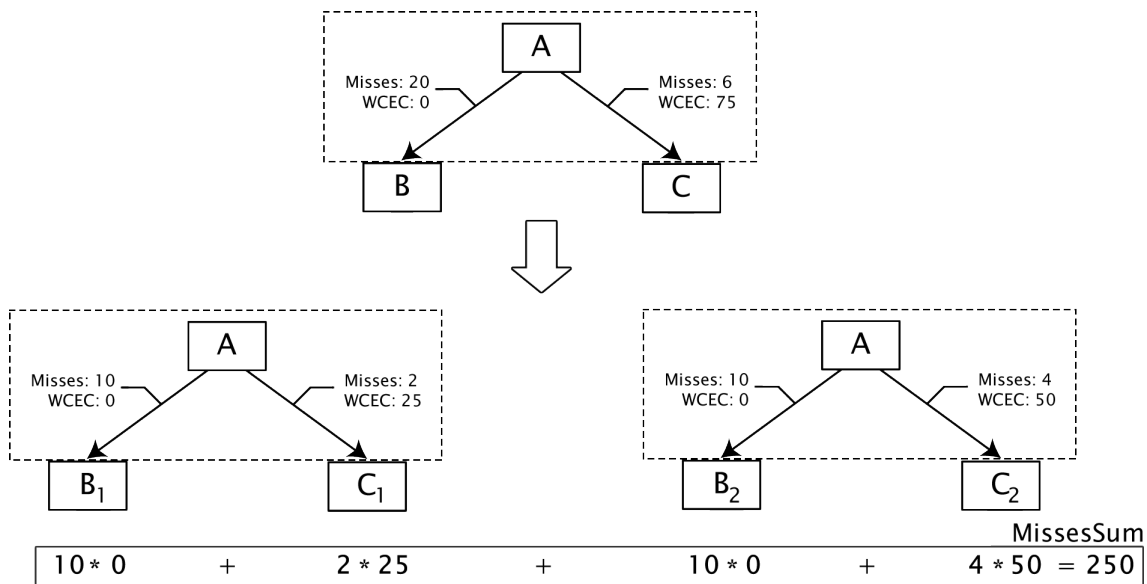 A
Misses: 20
WCEC: 0
Misses: 6
WCEC: 75
B
C
A
Misses: 10
WCEC: 0
Misses: 2
WCEC: 25
B1
C1
A
Misses: 10
WCEC: 0
Misses: 4
WCEC: 50
B2
C2
MissesSum
10 * 0 + 2 * 25 + 10 * 0 + 4 * 50 = 250